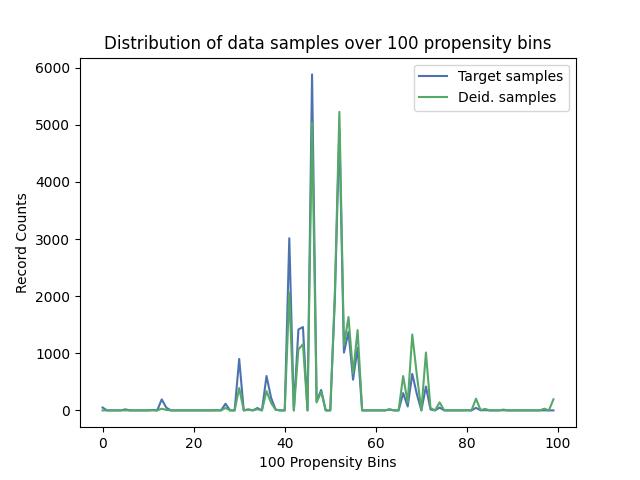 Distribution of data samples over 100 propensity bins
Target samples
Deid. samples
Record Counts
6000
5000
4000
3000
2000
1000
0
0 20 40 60 80 100
100 Propensity Bins